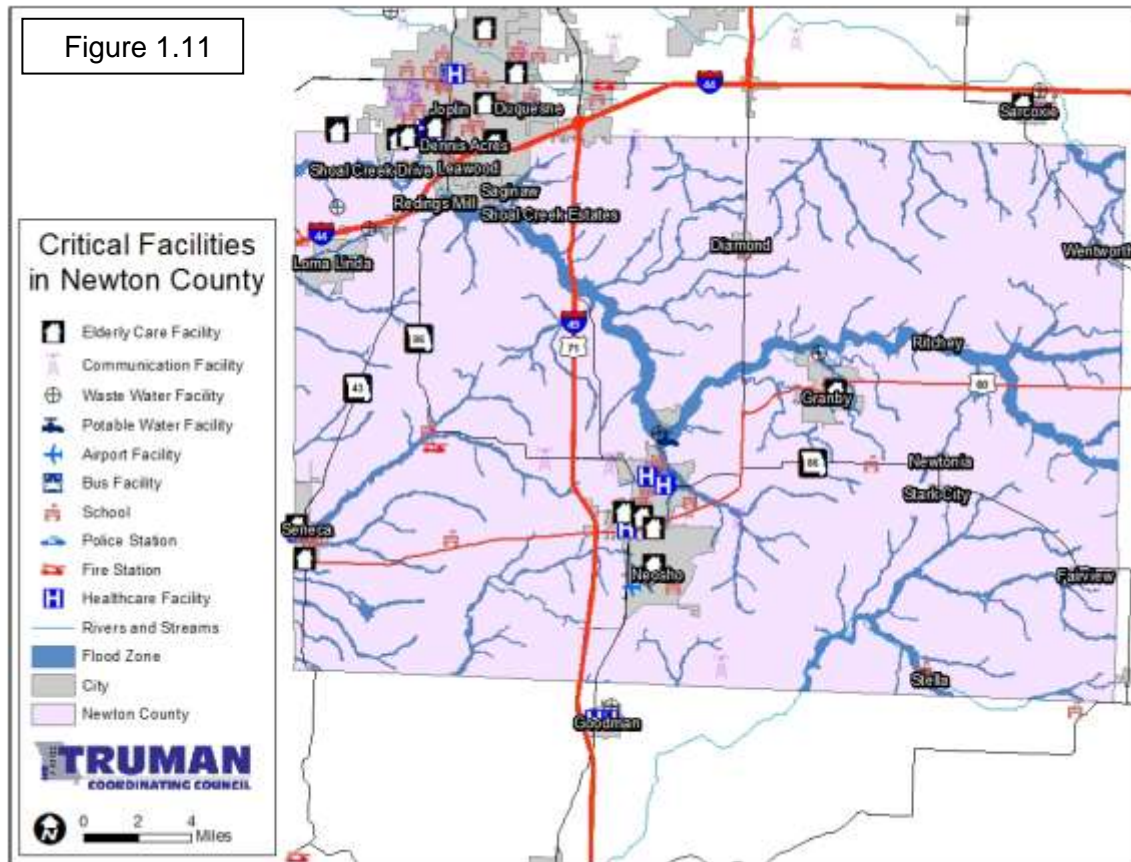 Figure 1.11
Critical Facilities
in Newton County
Elderly Care Facility
Communication Facility
Waste Water Facility
Potable Water Facility
Airport Facility
Bus Facility
School
Police Station
Fire Station
Healthcare Facility
Rivers and Streams
Flood Zone
City
Newton County
TRUMAN
COORDINATING COUNCIL
N
0 2 4
Miles
44
Sarcoxie
Joplin
Duquesne
Dennis Acres
Shoal Creek Drive
Leawood
Saginaw
Redings Mill
Shoal Creek Estates
44
Diamond
Wentworth
Loma Linda
71
Ritchey
43
60
Granby
Newtonia
Stark City
Seneca
Neosho
Fairview
Stella
Goodman